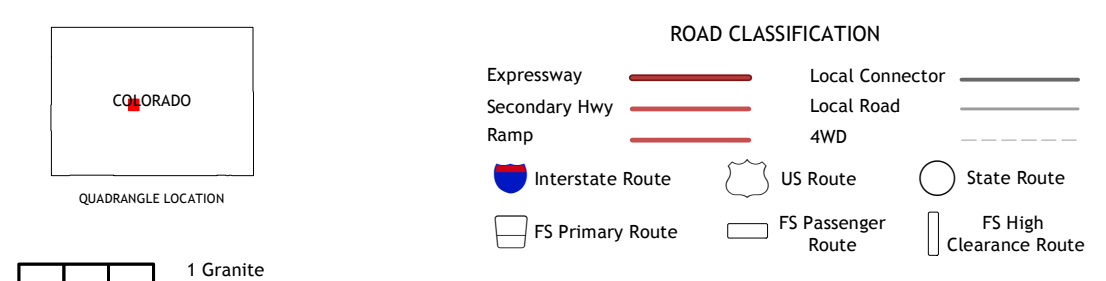 COLORADO
QUADRANGLE LOCATION
ROAD CLASSIFICATION
Expressway
Local Connector
Secondary Hwy
Local Road
Ramp
4WD
Interstate Route
US Route
State Route
FS Primary Route
FS Passenger
Route
FS High
Clearance Route
1 Granite